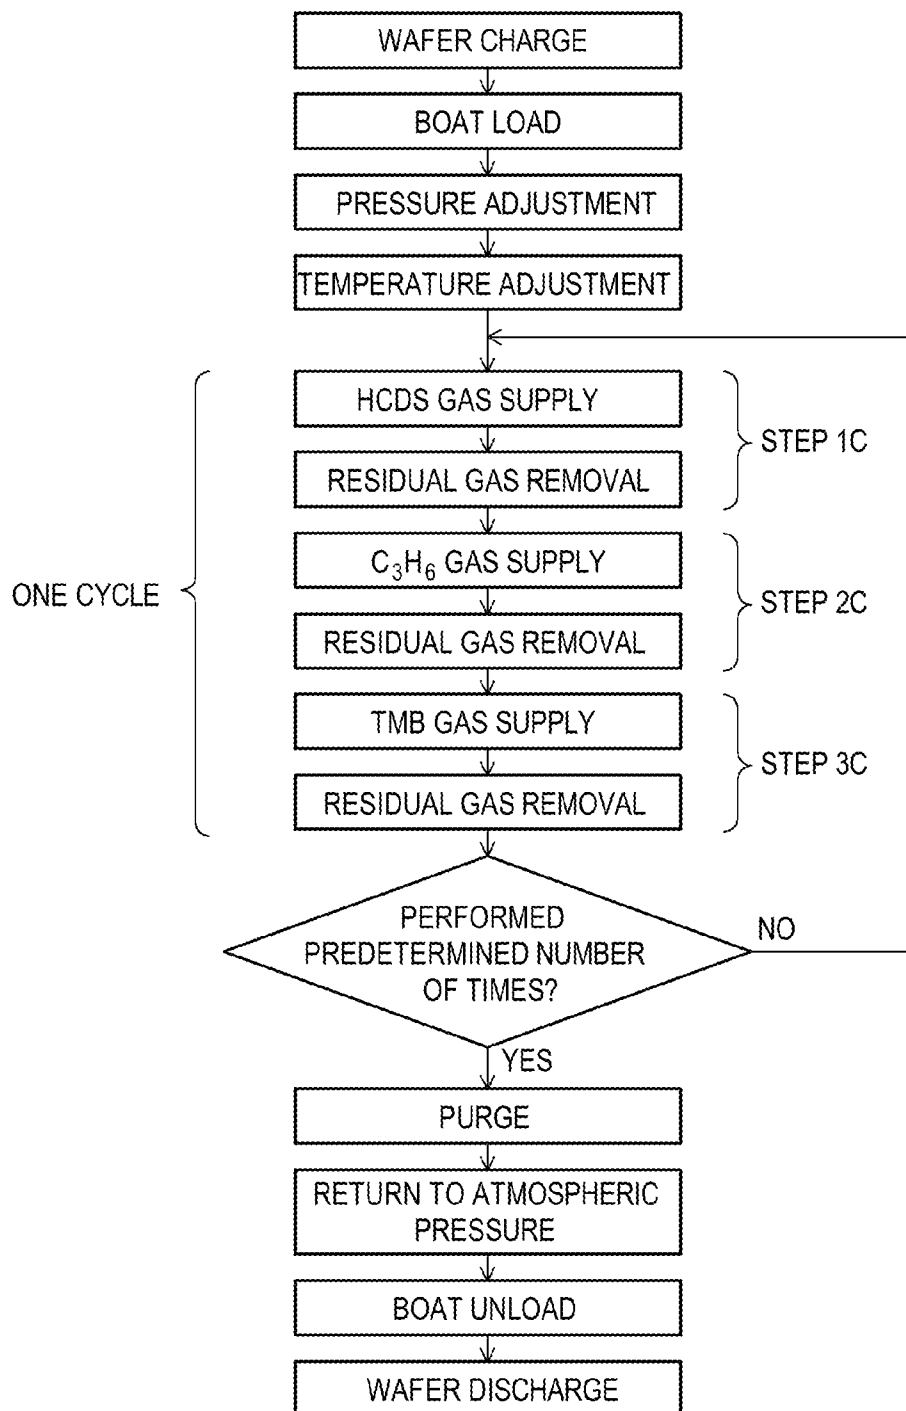 WAFER CHARGE
BOAT LOAD
PRESSURE ADJUSTMENT
TEMPERATURE ADJUSTMENT
HCDS GAS SUPPLY
STEP 1C
RESIDUAL GAS REMOVAL
C₃H₆ GAS SUPPLY
ONE CYCLE
STEP 2C
RESIDUAL GAS REMOVAL
TMB GAS SUPPLY
STEP 3C
RESIDUAL GAS REMOVAL
PERFORMED
PREDETERMINED NUMBER
OF TIMES?
NO
YES
PURGE
RETURN TO ATMOSPHERIC
PRESSURE
BOAT UNLOAD
WAFER DISCHARGE